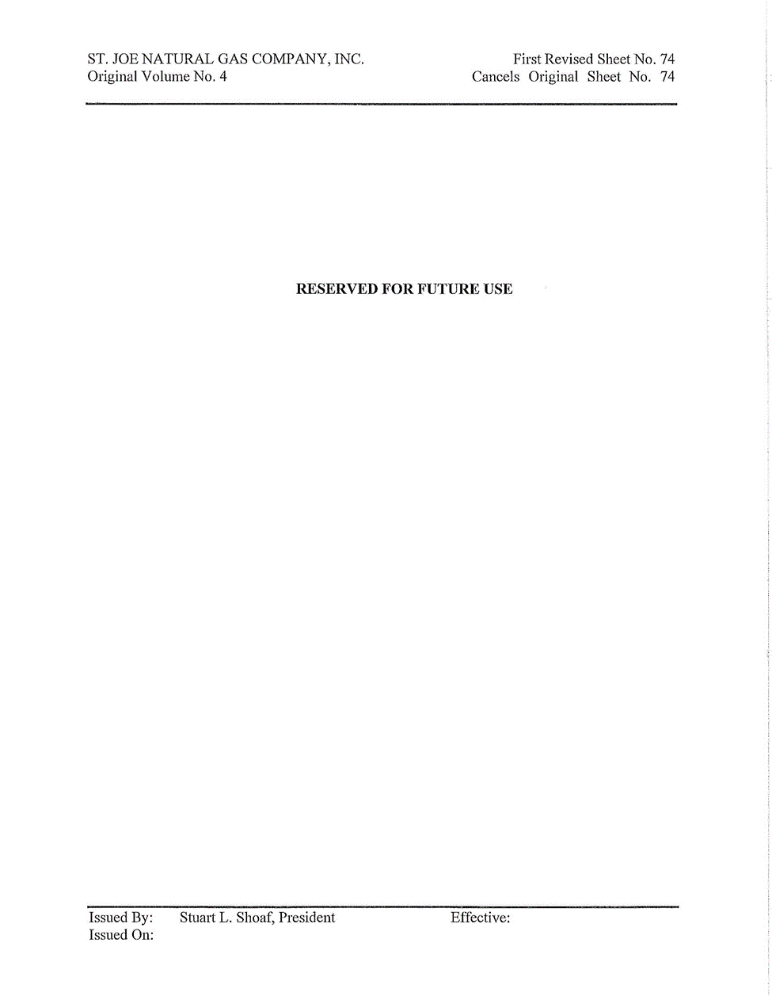 ST. JOE NATURAL GAS COMPANY, INC. First Revised Sheet No. 74
Original Volume No. 4 Cancels Original Sheet No. 74
RESERVED FOR FUTURE USE
Issued By: Stuart L. Shoaf, President Effective:
Issued On: